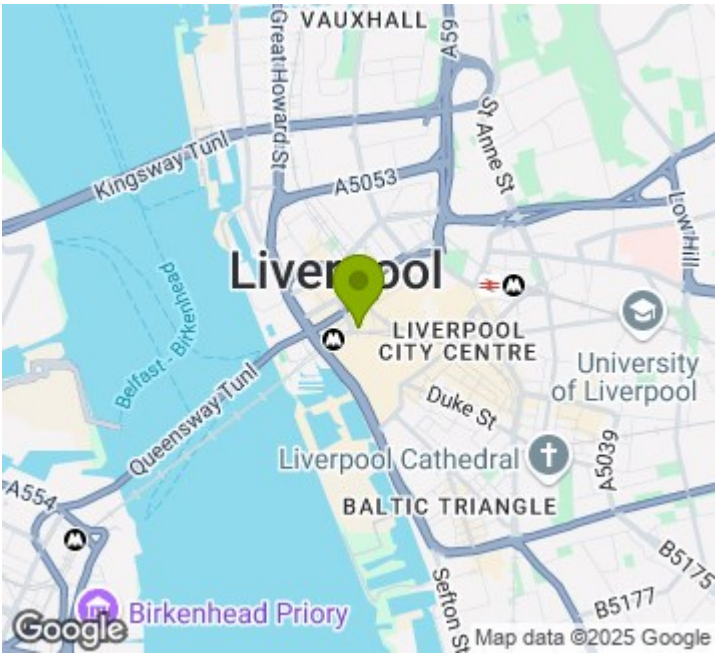 VAUXHALL
A59
Great Howard St
St Anne St
Kingsway Tunl
A5053
Low Hill
Liverpool
Belfast - Birkenhead
LIVERPOOL
CITY CENTRE
University
of Liverpool
Queensway Tunl
Duke St
A5039
Liverpool Cathedral
A554
BALTIC TRIANGLE
B5175
Sefton St
B5177
Birkenhead Priory
Google
Map data ©2025 Google